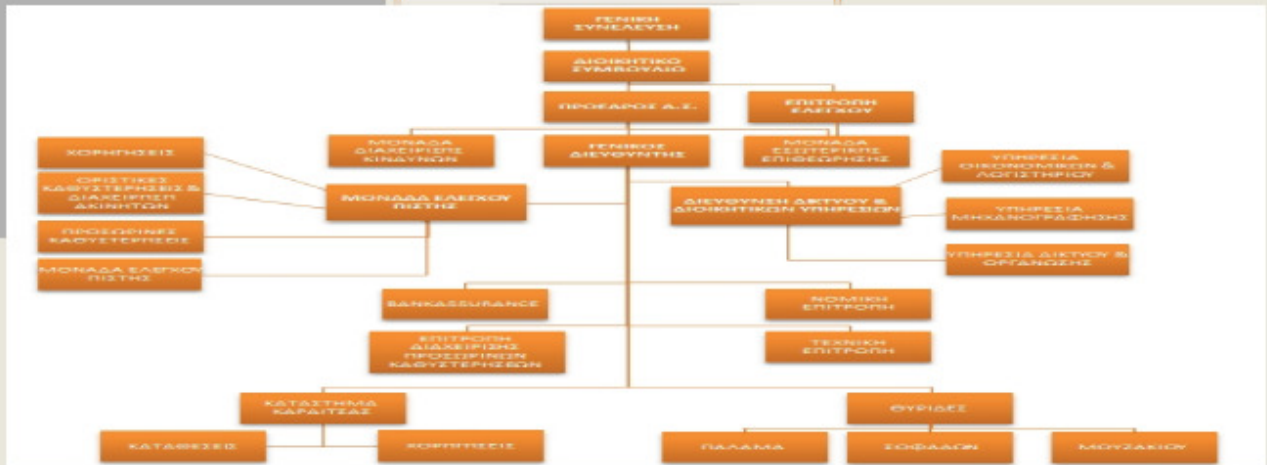 ΓΕΝΙΚΗ
ΣΥΝΕΛΕΥΣΗ
ΔΙΟΙΚΗΤΙΚΟ
ΣΥΜΒΟΥΛΙΟ
ΠΡΟΕΔΡΟΣ Δ.Σ.
ΕΠΙΤΡΟΠΗ
ΕΛΕΓΧΟΥ
ΜΟΝΑΔΑ
ΔΙΑΧΕΙΡΙΣΗΣ
ΚΙΝΔΥΝΩΝ
ΓΕΝΙΚΟΣ
ΔΙΕΥΘΥΝΤΗΣ
ΜΟΝΑΔΑ
ΕΣΩΤΕΡΙΚΗΣ
ΕΠΙΘΕΩΡΗΣΗΣ
ΧΟΡΗΓΗΣΕΙΣ
ΟΡΙΣΤΙΚΕΣ
ΚΑΘΥΣΤΕΡΗΣΕΙΣ &
ΔΙΑΧΕΙΡΙΣΗ
ΑΚΙΝΗΤΩΝ
ΠΡΟΣΩΡΙΝΕΣ
ΚΑΘΥΣΤΕΡΗΣΕΙΣ
ΜΟΝΑΔΑ ΕΛΕΓΧΟΥ
ΠΙΣΤΗΣ
ΜΟΝΑΔΑ ΕΛΕΓΧΟΥ
ΠΙΣΤΗΣ
ΔΙΕΥΘΥΝΣΗ ΔΙΚΤΥΟΥ &
ΔΙΟΙΚΗΤΙΚΩΝ ΥΠΗΡΕΣΙΩΝ
ΥΠΗΡΕΣΙΑ
ΟΙΚΟΝΟΜΙΚΩΝ &
ΛΟΓΙΣΤΗΡΙΟΥ
ΥΠΗΡΕΣΙΑ
ΜΗΧΑΝΟΓΡΑΦΗΣΗΣ
ΥΠΗΡΕΣΙΑ ΔΙΚΤΥΟΥ &
ΟΡΓΑΝΩΣΗΣ
BANKASSURANCE
ΝΟΜΙΚΗ
ΕΠΙΤΡΟΠΗ
ΕΠΙΤΡΟΠΗ
ΔΙΑΧΕΙΡΙΣΗΣ
ΠΡΟΣΩΡΙΝΩΝ
ΚΑΘΥΣΤΕΡΗΣΕΩΝ
ΤΕΧΝΙΚΗ
ΕΠΙΤΡΟΠΗ
ΚΑΤΑΣΤΗΜΑ
ΚΑΡΔΙΤΣΑΣ
ΚΑΤΑΘΕΣΕΙΣ
ΧΟΡΗΓΗΣΕΙΣ
ΘΥΡΙΔΕΣ
ΠΑΛΑΜΑ
ΣΟΦΑΔΩΝ
ΜΟΥΖΑΚΙΟΥ